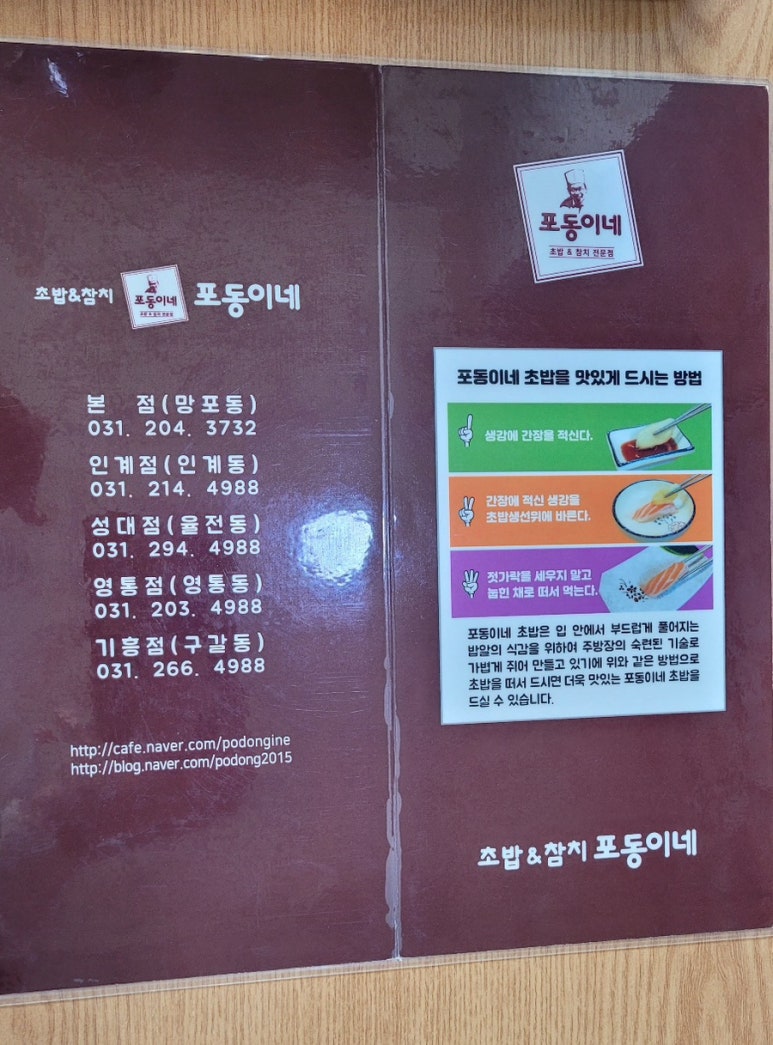 초밥&참치
포동이네
초밥 & 참치 전문점
포동이네
본 점(망포동)
031. 204. 3732
인계점(인계동)
031. 214. 4988
성대점(율전동)
031. 294. 4988
영통점(영통동)
031. 203. 4988
기흥점(구갈동)
031. 266. 4988
http://cafe.naver.com/podongine
http://blog.naver.com/podong2015
포동이네
초밥 & 참치 전문점
포동이네 초밥을 맛있게 드시는 방법
생강에 간장을 적신다.
간장에 적신 생강을
초밥생선위에 바른다.
젓가락을 세우지 말고
눕힌 채로 떠서 먹는다.
포동이네 초밥은 입 안에서 부드럽게 풀어지는
밥알의 식감을 위하여 주방장의 숙련된 기술로
가볍게 쥐어 만들고 있기에 위와 같은 방법으로
초밥을 떠서 드시면 더욱 맛있는 포동이네 초밥을
드실 수 있습니다.
초밥&참치 포동이네